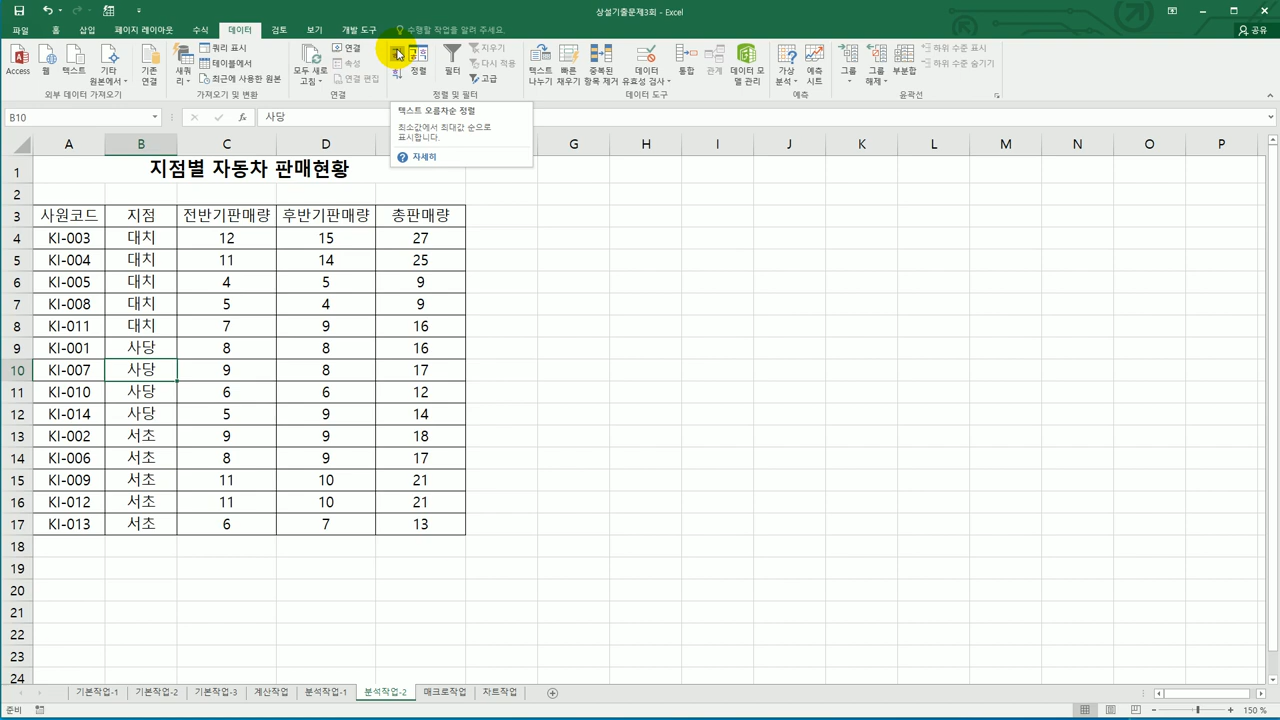 상설기출문제3회 - Excel
파일 홈 삽입 페이지 레이아웃 수식 데이터 검토 보기 개발 도구 수행할 작업을 알려 주세요. 공유
Access 웹 텍스트 기타 원본에서 기존 연결 새 쿼리 쿼리 표시 테이블에서 최근에 사용한 원본 모두 새로 고침 연결 속성 연결 편집 정렬 필터 지우기 다시 적용 고급 텍스트 나누기 빠른 채우기 중복된 항목 제거 데이터 유효성 검사 통합 관계 데이터 모델 관리 가상 분석 예측 시트 그룹 그룹 해제 부분합 하위 수준 표시 하위 수준 숨기기
외부 데이터 가져오기 가져오기 및 변환 연결 정렬 및 필터 데이터 도구 예측 윤곽선
B10 fx 사당
텍스트 오름차순 정렬
최소값에서 최대값 순으로
표시합니다.
자세히
A B C D E F G H I J K L M N O P
1 지점별 자동차 판매현황
2
3 사원코드 지점 전반기판매량 후반기판매량 총판매량
4 KI-003 대치 12 15 27
5 KI-004 대치 11 14 25
6 KI-005 대치 4 5 9
7 KI-008 대치 5 4 9
8 KI-011 대치 7 9 16
9 KI-001 사당 8 8 16
10 KI-007 사당 9 8 17
11 KI-010 사당 6 6 12
12 KI-014 사당 5 9 14
13 KI-002 서초 9 9 18
14 KI-006 서초 8 9 17
15 KI-009 서초 11 10 21
16 KI-012 서초 11 10 21
17 KI-013 서초 6 7 13
18
19
20
21
22
23
24
기본작업-1 기본작업-2 기본작업-3 계산작업 분석작업-1 분석작업-2 매크로작업 차트작업
준비 150 %